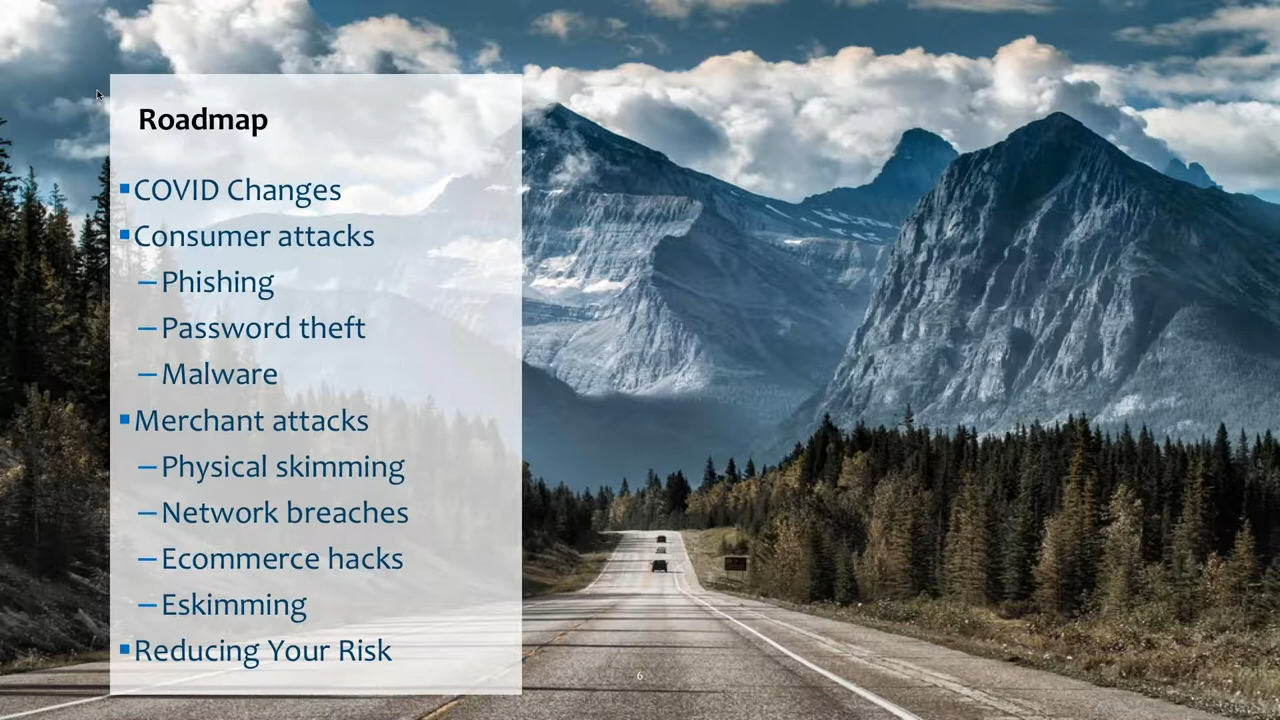 Roadmap
▪COVID Changes
▪Consumer attacks
–Phishing
–Password theft
–Malware
▪Merchant attacks
–Physical skimming
–Network breaches
–Ecommerce hacks
–Eskimming
▪Reducing Your Risk
6